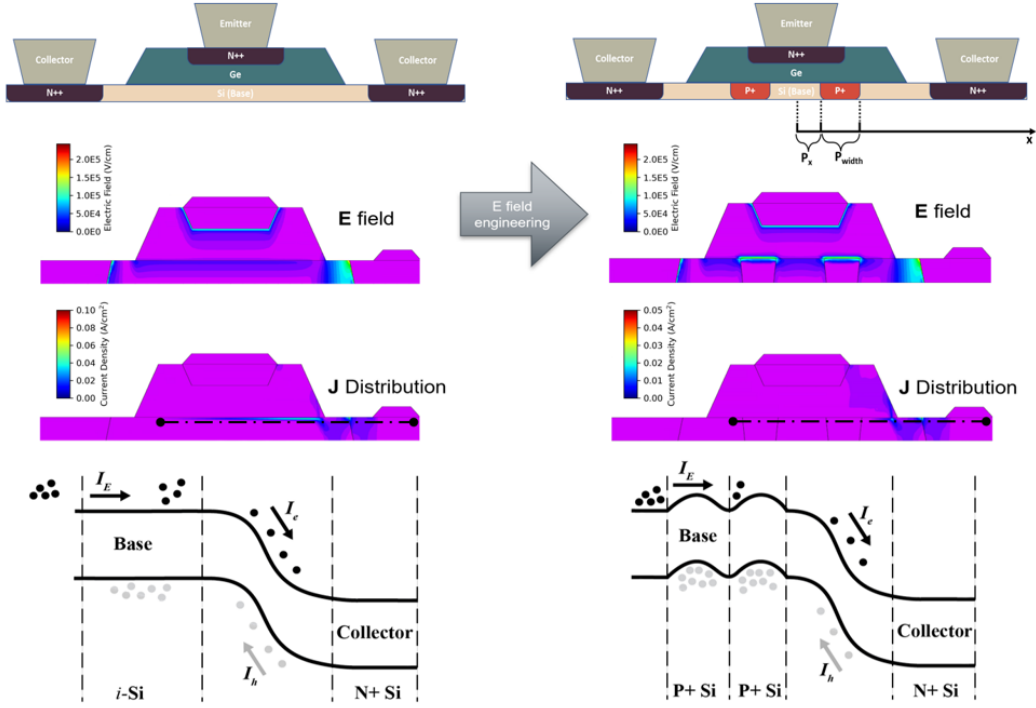 Emitter
Collector
N++
Collector
Ge
N++
Si (Base)
N++
Emitter
Collector
N++
Collector
Ge
N++
P+
Si (Base)
P+
N++
Px
Pwidth
x
Electric Field (V/cm)
2.0E5
1.5E5
1.0E5
5.0E4
0.0E0
E field
E field
engineering
Electric Field (V/cm)
2.0E5
1.5E5
1.0E5
5.0E4
0.0E0
E field
Current Density (A/cm²)
0.10
0.08
0.06
0.04
0.02
0.00
J Distribution
Current Density (A/cm²)
0.05
0.04
0.03
0.02
0.01
0.00
J Distribution
IE
Ie
Base
Collector
Ih
i-Si
N+ Si
IE
Ie
Base
Collector
Ih
P+ Si
P+ Si
N+ Si